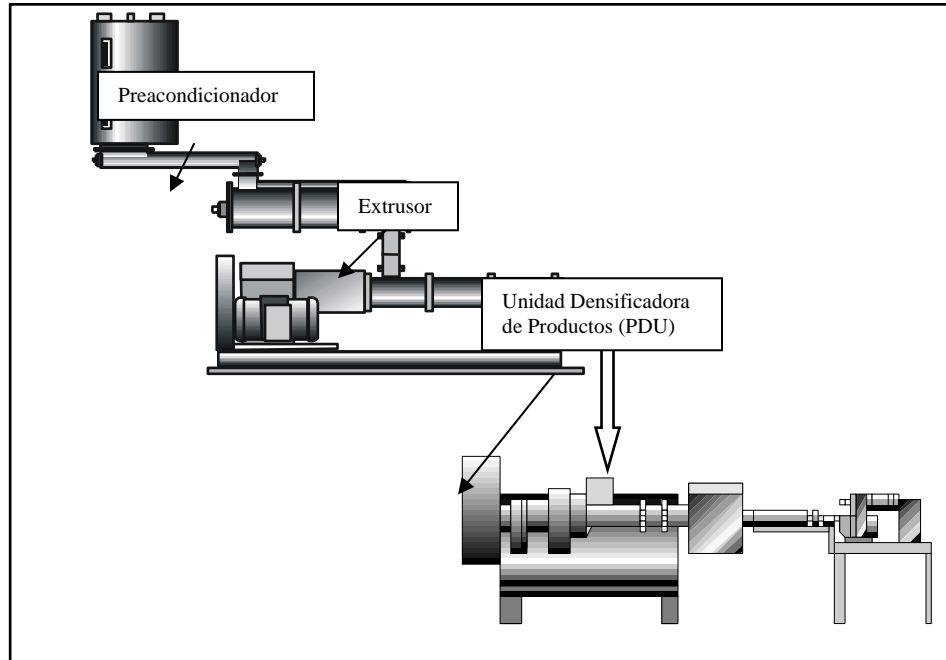 Preacondicionador
Extrusor
Unidad Densificadora
de Productos (PDU)